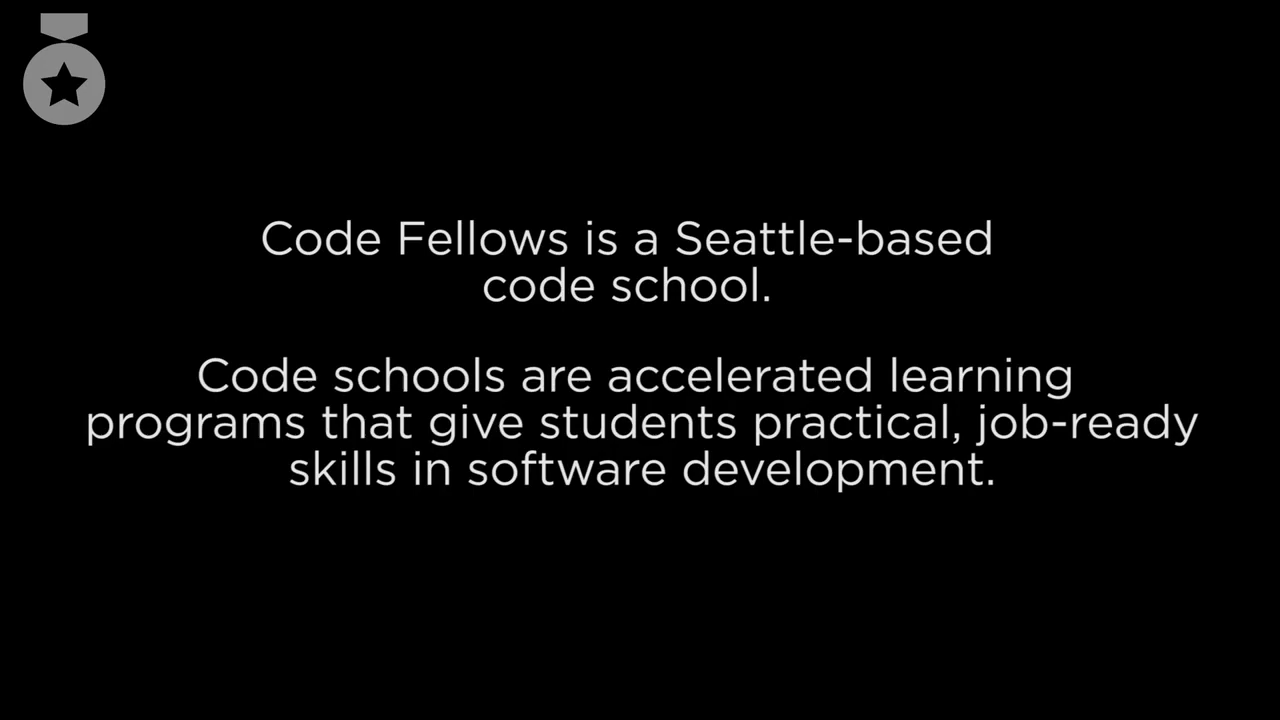 Code Fellows is a Seattle-based
code school.
Code schools are accelerated learning
programs that give students practical, job-ready
skills in software development.